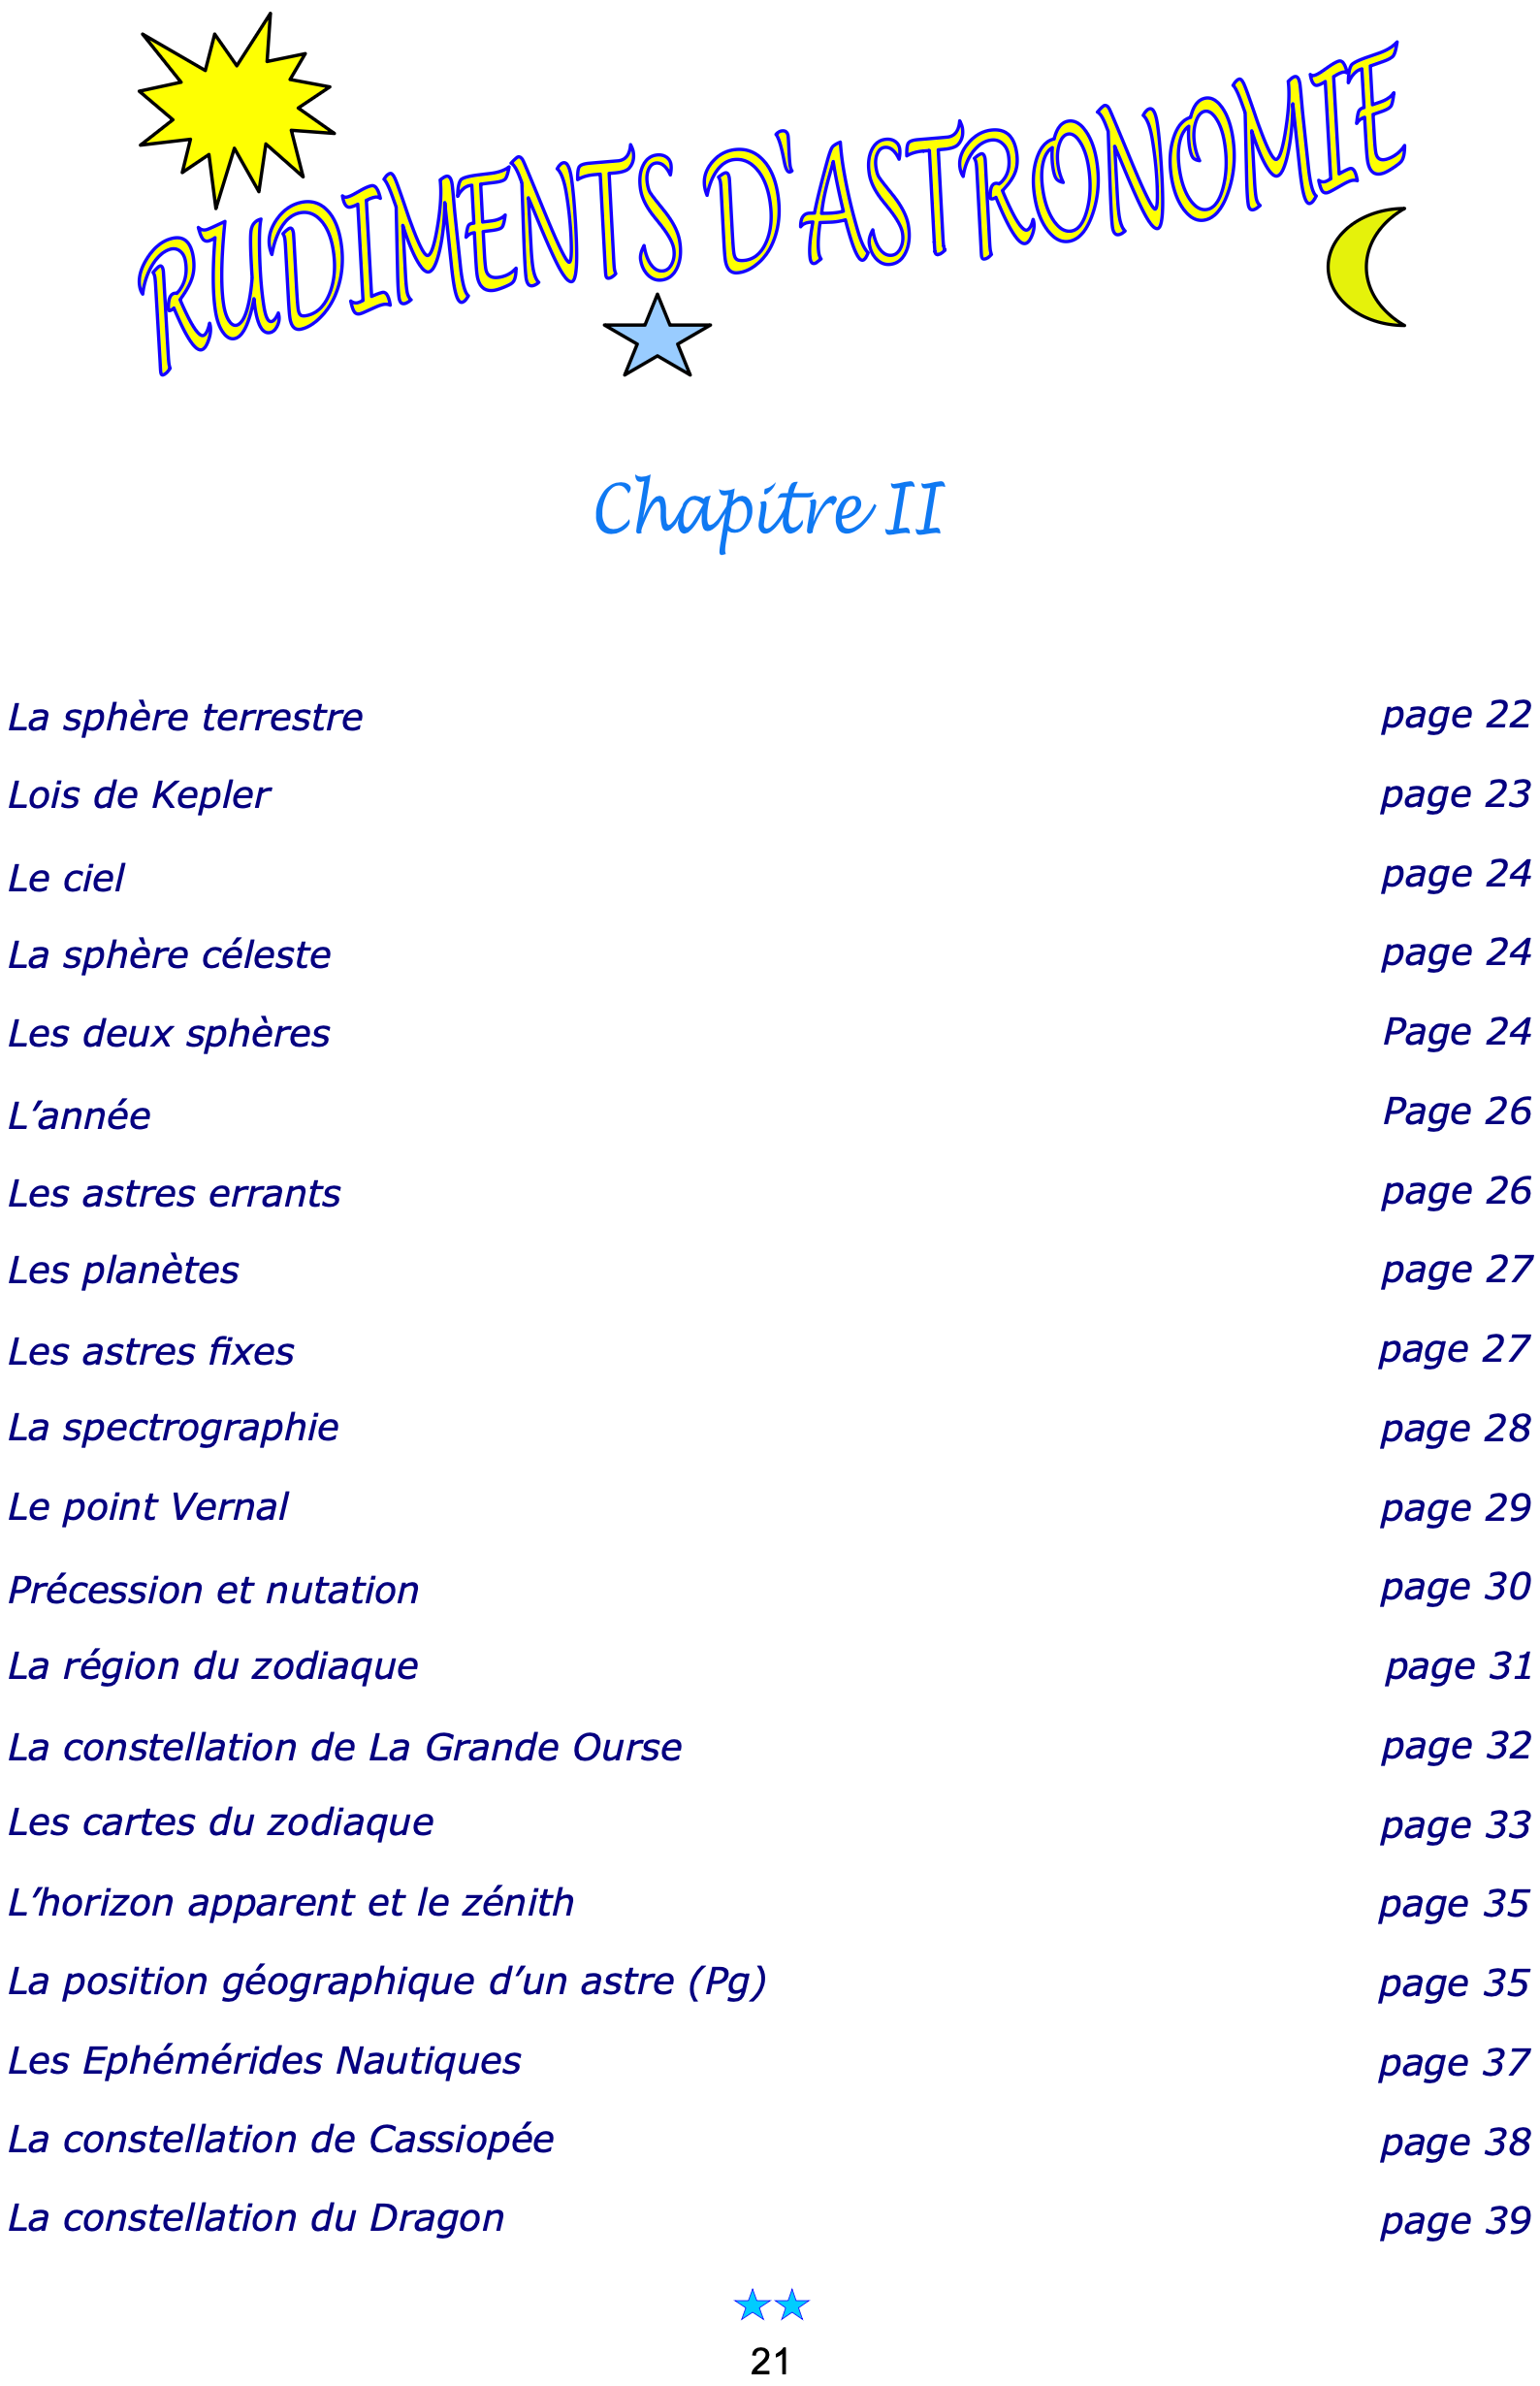 RUDIMENTS D'ASTRONOMIE
Chapitre II
La sphère terrestre page 22
Lois de Kepler page 23
Le ciel page 24
La sphère céleste page 24
Les deux sphères Page 24
L’année Page 26
Les astres errants page 26
Les planètes page 27
Les astres fixes page 27
La spectrographie page 28
Le point Vernal page 29
Précession et nutation page 30
La région du zodiaque page 31
La constellation de La Grande Ourse page 32
Les cartes du zodiaque page 33
L’horizon apparent et le zénith page 35
La position géographique d’un astre (Pg) page 35
Les Ephémérides Nautiques page 37
La constellation de Cassiopée page 38
La constellation du Dragon page 39
21